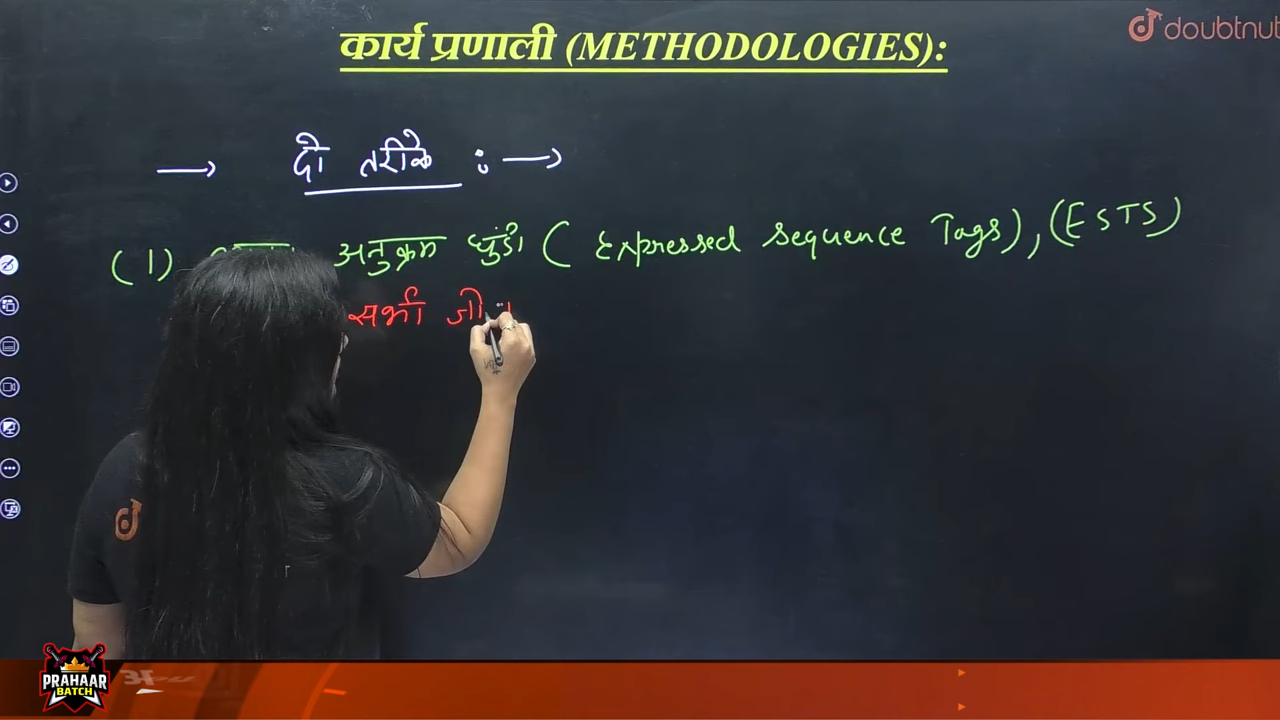 कार्य प्रणाली (METHODOLOGIES):
doubtnut
→ दो तरीके : →
(1) अनुक्रम घुंडी ( Expressed Sequence Tags), (ESTS)
सभी
PRAHAAR
BATCH